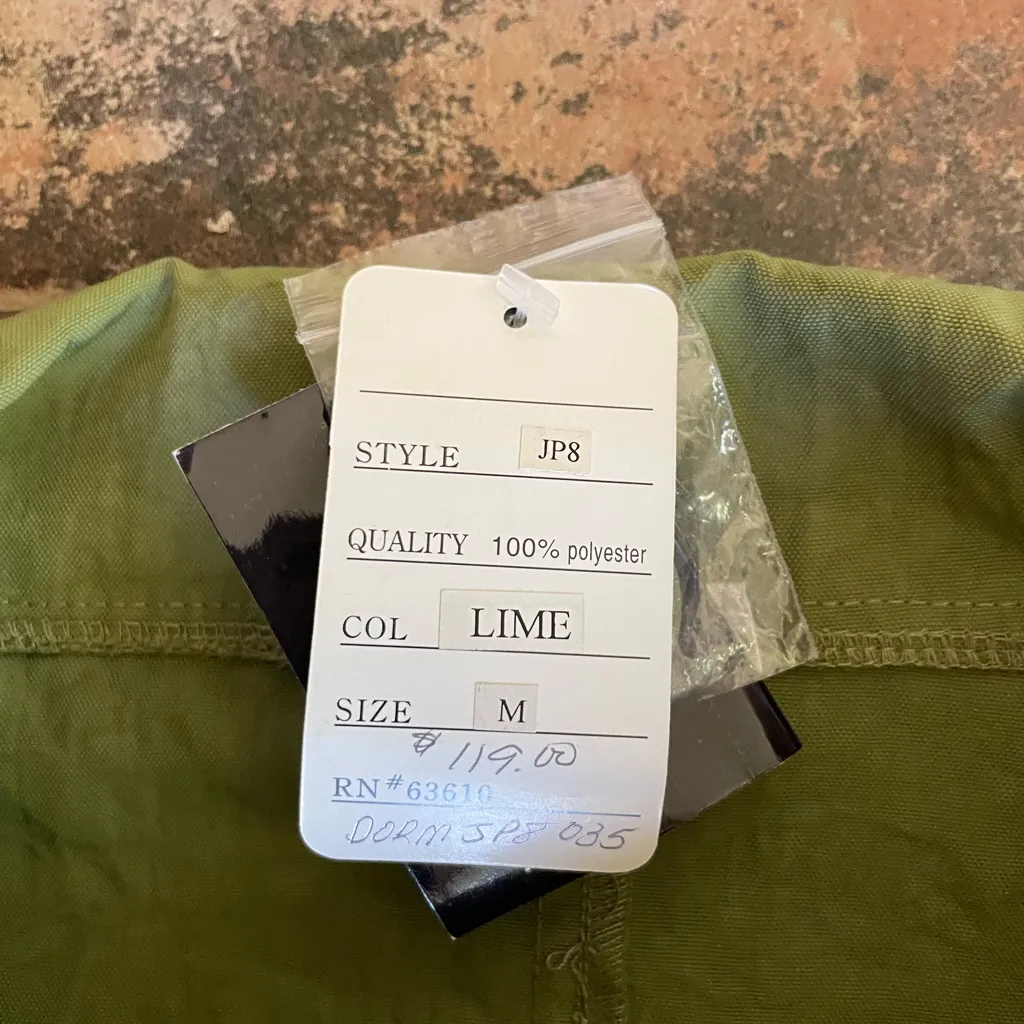 STYLE JP8
QUALITY 100% polyester
COL LIME
SIZE M
$119.00
RN#63610
DORM JP8 035